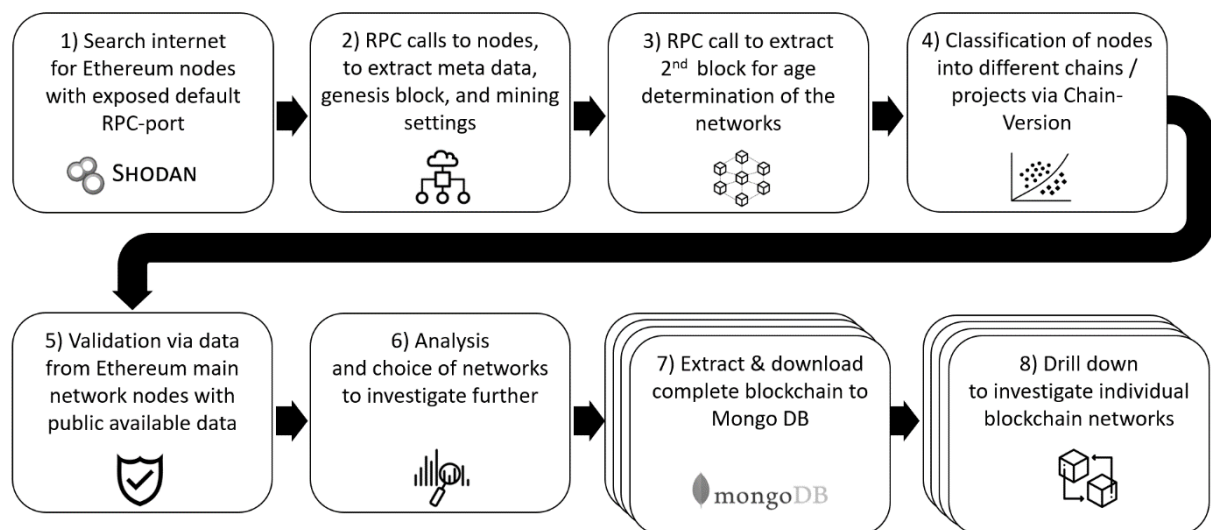 1) Search internet
for Ethereum nodes
with exposed default
RPC-port
SHODAN
2) RPC calls to nodes,
to extract meta data,
genesis block, and mining
settings
3) RPC call to extract
2nd block for age
determination of the
networks
4) Classification of nodes
into different chains /
projects via Chain-
Version
5) Validation via data
from Ethereum main
network nodes with
public available data
6) Analysis
and choice of networks
to investigate further
7) Extract & download
complete blockchain to
Mongo DB
mongoDB
8) Drill down
to investigate individual
blockchain networks